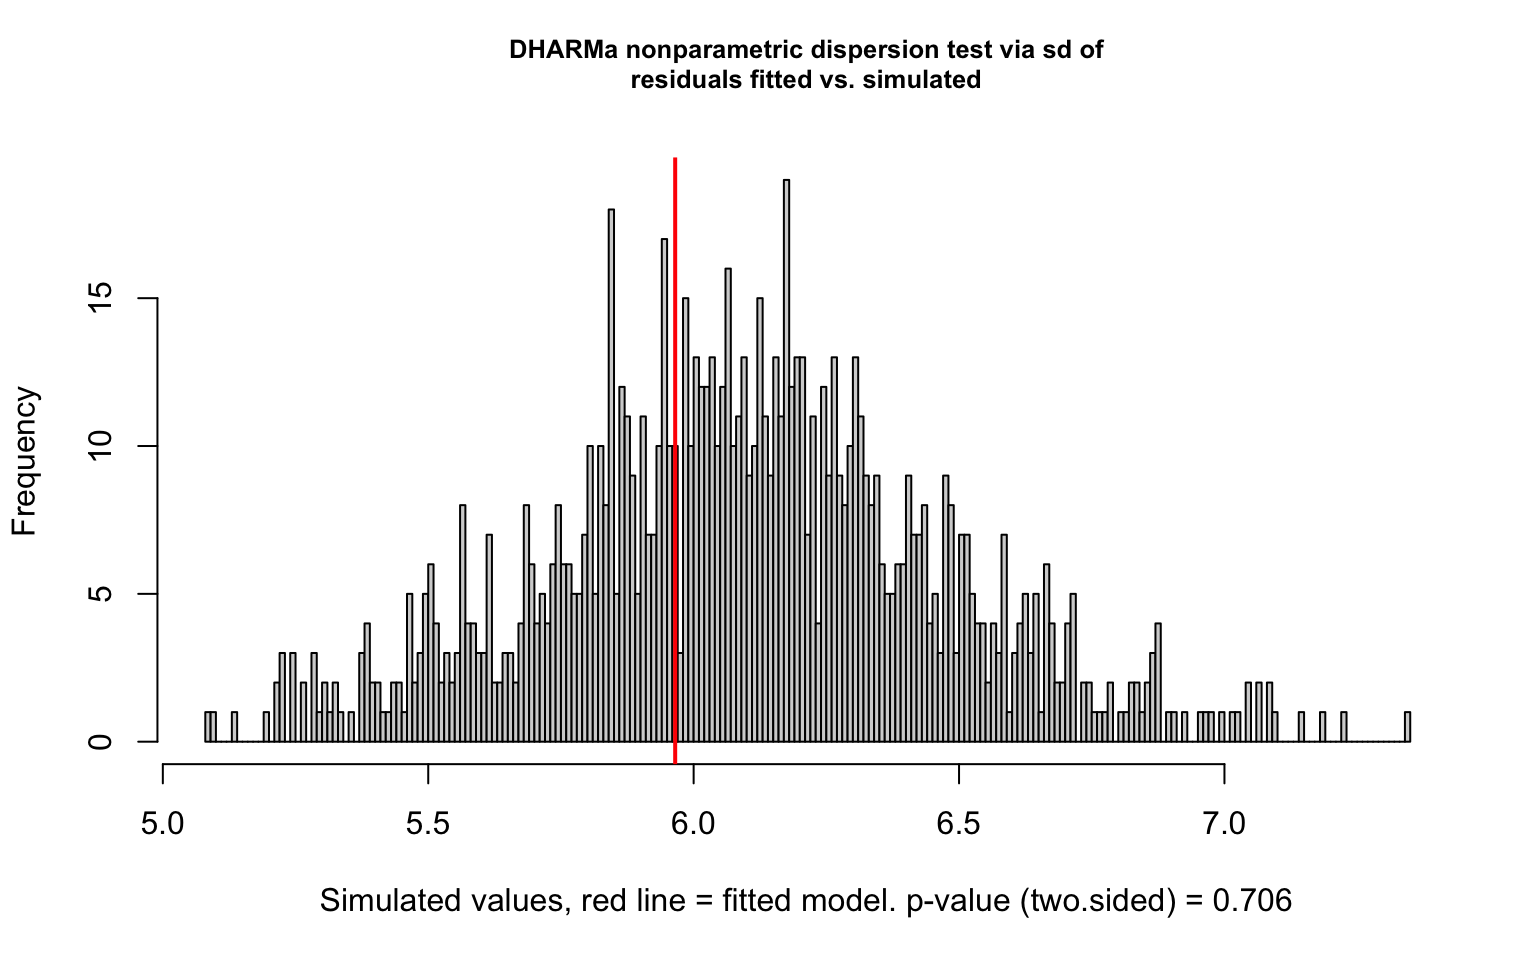 DHARMa nonparametric dispersion test via sd of
residuals fitted vs. simulated
Frequency
15
10
5
0
5.0 5.5 6.0 6.5 7.0
Simulated values, red line = fitted model. p-value (two.sided) = 0.706